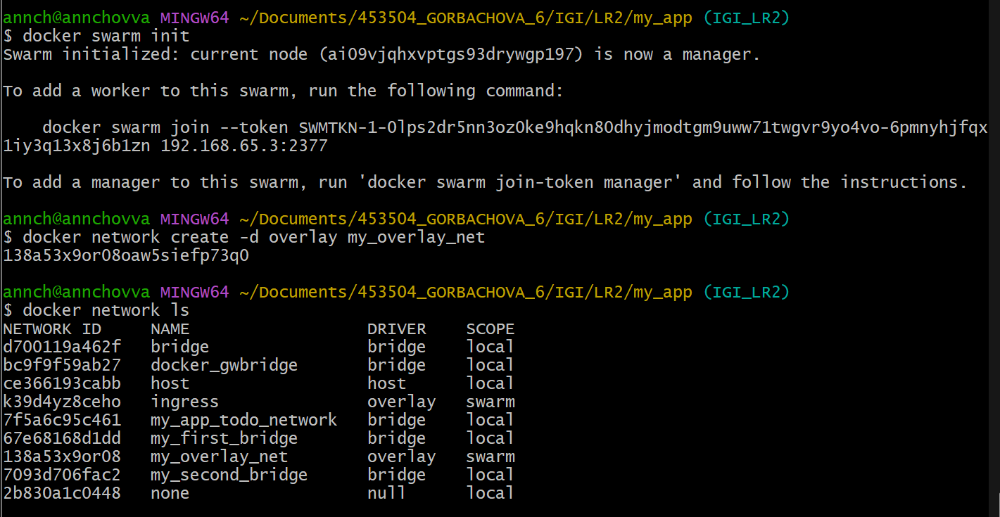 annch@annchovva MINGW64 ~/Documents/453504_GORBACHOVA_6/IGI/LR2/my_app (IGI_LR2)
$ docker swarm init
Swarm initialized: current node (ai09vjqhxvptgs93drywgp197) is now a manager.
To add a worker to this swarm, run the following command:
docker swarm join --token SWMTKN-1-0lps2dr5nn3oz0ke9hqkn80dhyjmodtgm9uww71twgvr9yo4vo-6pmnyhjfqx
1iy3q13x8j6b1zn 192.168.65.3:2377
To add a manager to this swarm, run 'docker swarm join-token manager' and follow the instructions.
annch@annchovva MINGW64 ~/Documents/453504_GORBACHOVA_6/IGI/LR2/my_app (IGI_LR2)
$ docker network create -d overlay my_overlay_net
138a53x9or08oaw5siefp73q0
annch@annchovva MINGW64 ~/Documents/453504_GORBACHOVA_6/IGI/LR2/my_app (IGI_LR2)
$ docker network ls
NETWORK ID     NAME                  DRIVER    SCOPE
d700119a462f   bridge                bridge    local
bc9f9f59ab27   docker_gwbridge       bridge    local
ce366193cabb   host                  host      local
k39d4yz8ceho   ingress               overlay   swarm
7f5a6c95c461   my_app_todo_network   bridge    local
67e68168d1dd   my_first_bridge       bridge    local
138a53x9or08   my_overlay_net        overlay   swarm
7093d706fac2   my_second_bridge      bridge    local
2b830a1c0448   none                  null      local